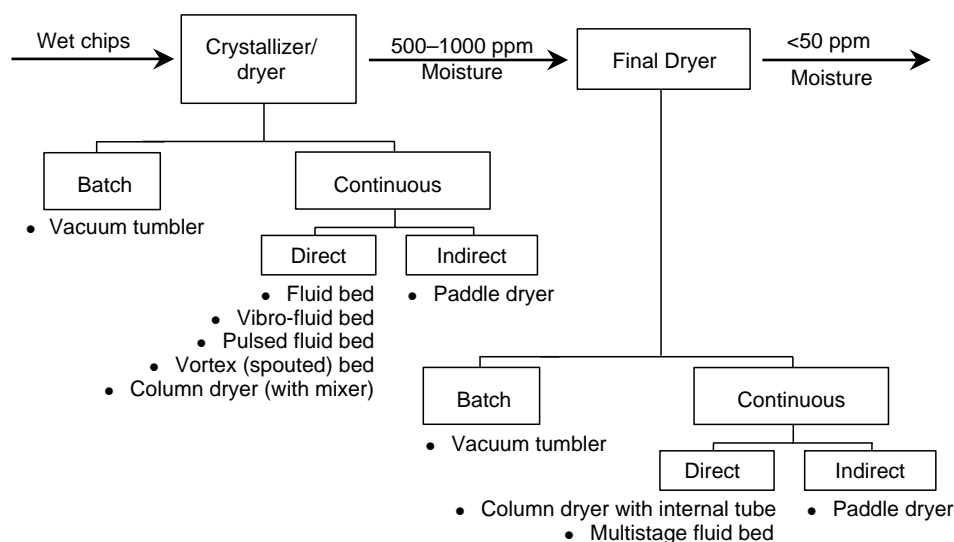 Wet chips
Crystallizer/
dryer
500–1000 ppm
Moisture
Final Dryer
<50 ppm
Moisture
Batch
• Vacuum tumbler
Continuous
Direct
• Fluid bed
• Vibro-fluid bed
• Pulsed fluid bed
• Vortex (spouted) bed
• Column dryer (with mixer)
Indirect
• Paddle dryer
Batch
• Vacuum tumbler
Continuous
Direct
• Column dryer with internal tube
• Multistage fluid bed
Indirect
• Paddle dryer